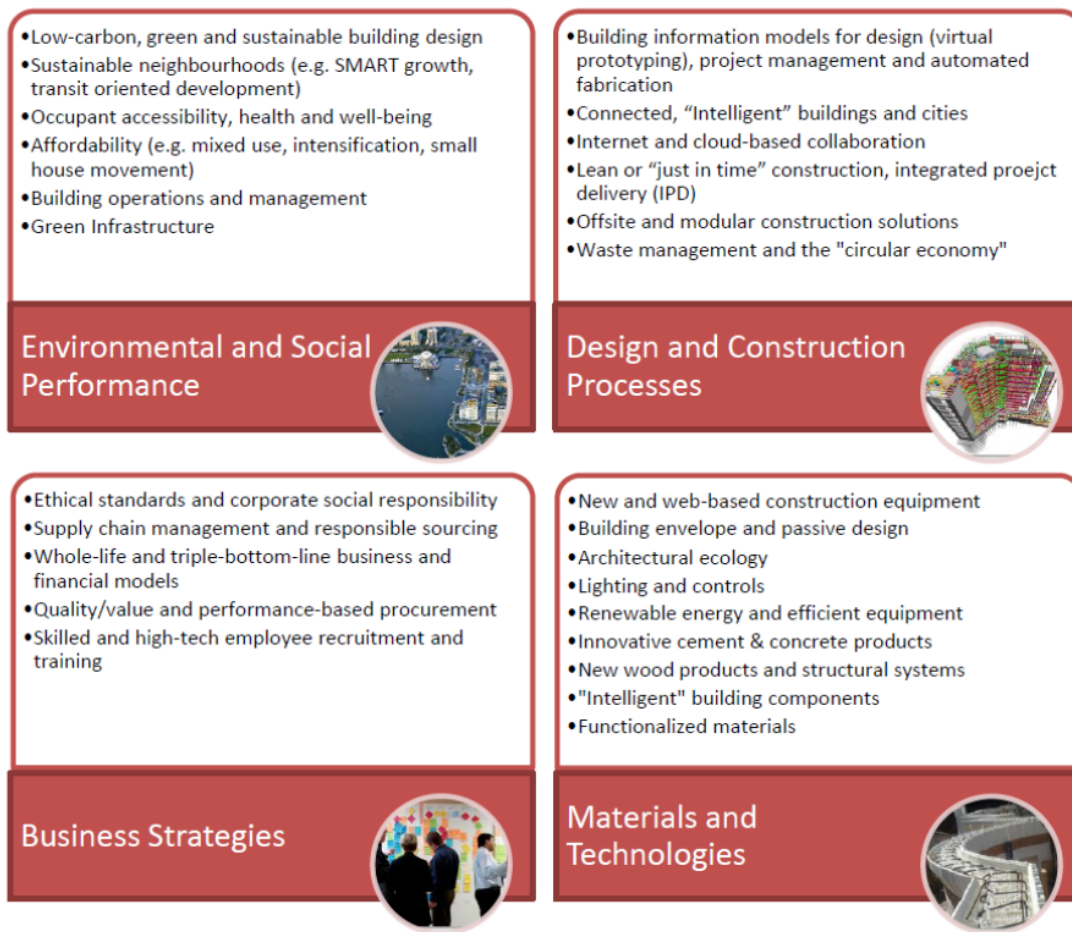 •Low-carbon, green and sustainable building design
•Sustainable neighbourhoods (e.g. SMART growth,
transit oriented development)
•Occupant accessibility, health and well-being
•Affordability (e.g. mixed use, intensification, small
house movement)
•Building operations and management
•Green Infrastructure
Environmental and Social
Performance
•Building information models for design (virtual
prototyping), project management and automated
fabrication
•Connected, “Intelligent” buildings and cities
•Internet and cloud-based collaboration
•Lean or “just in time” construction, integrated proejct
delivery (IPD)
•Offsite and modular construction solutions
•Waste management and the "circular economy"
Design and Construction
Processes
•Ethical standards and corporate social responsibility
•Supply chain management and responsible sourcing
•Whole-life and triple-bottom-line business and
financial models
•Quality/value and performance-based procurement
•Skilled and high-tech employee recruitment and
training
Business Strategies
•New and web-based construction equipment
•Building envelope and passive design
•Architectural ecology
•Lighting and controls
•Renewable energy and efficient equipment
•Innovative cement & concrete products
•New wood products and structural systems
•"Intelligent" building components
•Functionalized materials
Materials and
Technologies